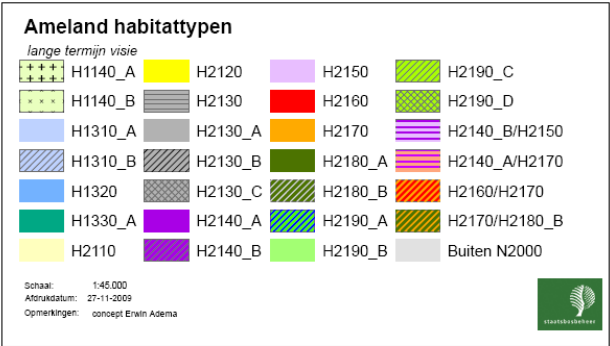 Ameland habitattypen
lange termijn visie
H1140_A H2120 H2150 H2190_C
H1140_B H2130 H2160 H2190_D
H1310_A H2130_A H2170 H2140_B/H2150
H1310_B H2130_B H2180_A H2140_A/H2170
H1320 H2130_C H2180_B H2160/H2170
H1330_A H2140_A H2190_A H2170/H2180_B
H2110 H2140_B H2190_B Buiten N2000
Schaal: 1:45.000
Afdrukdatum: 27-11-2009
Opmerkingen: concept Erwin Adema
staatsbosbeheer